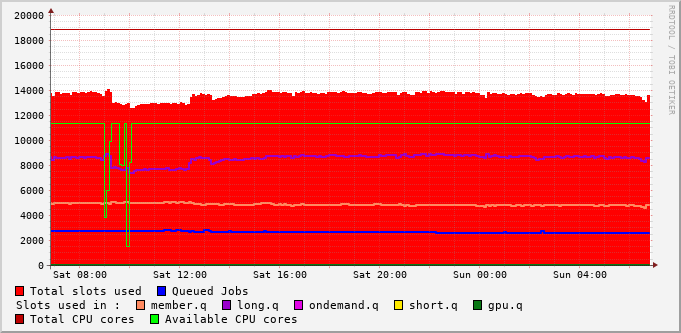 20000
18000
16000
14000
12000
10000
8000
6000
4000
2000
0
Sat 08:00 Sat 12:00 Sat 16:00 Sat 20:00 Sun 00:00 Sun 04:00
Total slots used Queued Jobs
Slots used in : member.q long.q ondemand.q short.q gpu.q
Total CPU cores Available CPU cores
RRDTOOL / TOBI OETIKER